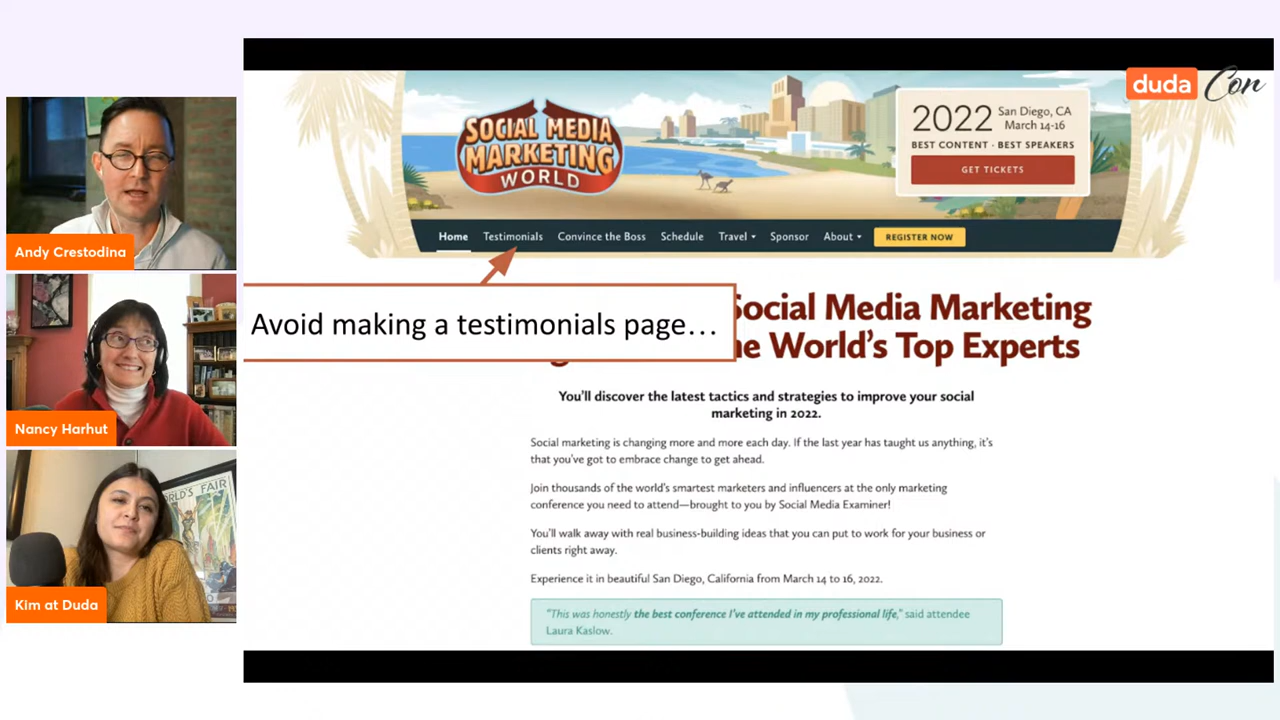 duda Con
SOCIAL MEDIA
MARKETING
WORLD
2022 San Diego, CA
March 14-16
BEST CONTENT · BEST SPEAKERS
GET TICKETS
Home Testimonials Convince the Boss Schedule Travel Sponsor About REGISTER NOW
Andy Crestodina
Avoid making a testimonials page…
Social Media Marketing
World's Top Experts
You'll discover the latest tactics and strategies to improve your social
marketing in 2022.
Social marketing is changing more and more each day. If the last year has taught us anything, it's
that you've got to embrace change to get ahead.
Join thousands of the world's smartest marketers and influencers at the only marketing
conference you need to attend—brought to you by Social Media Examiner!
You'll walk away with real business-building ideas that you can put to work for your business or
clients right away.
Experience it in beautiful San Diego, California from March 14 to 16, 2022.
"This was honestly the best conference I've attended in my professional life," said attendee
Laura Kaslow.
Nancy Harhut
WORLD'S FAIR
Kim at Duda